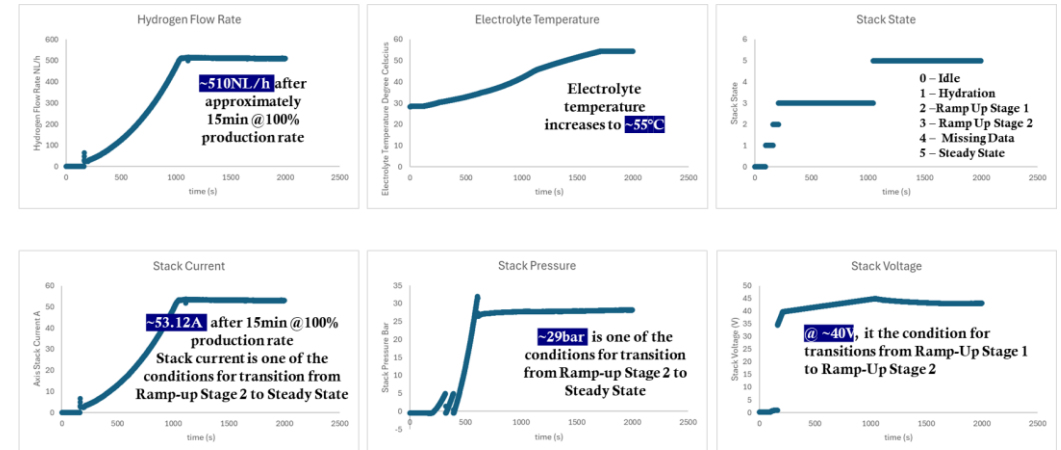 Hydrogen Flow Rate
Hydrogen Flow Rate NL/h
600
500
400
300
200
100
0
0 500 1000 1500 2000 2500
time (s)
~510NL/h after
approximately
15min @100%
production rate
Electrolyte Temperature
Electrolyte Temperature Degree Celscius
60
50
40
30
20
10
0
0 500 1000 1500 2000 2500
time (s)
Electrolyte
temperature
increases to ~55°C
Stack State
Stack State
6
5
4
3
2
1
0
0 500 1000 1500 2000 2500
time (s)
0 – Idle
1 – Hydration
2 –Ramp Up Stage 1
3 – Ramp Up Stage 2
4 – Missing Data
5 – Steady State
Stack Current
Axis Stack Current A
60
50
40
30
20
10
0
0 500 1000 1500 2000 2500
time (s)
~53.12A after 15min @100%
production rate
Stack current is one of the
conditions for transition from
Ramp-up Stage 2 to Steady State
Stack Pressure
Stack Pressure Bar
35
30
25
20
15
10
5
0
-5
0 500 1000 1500 2000 2500
time (s)
~29bar is one of the
conditions for transition
from Ramp-up Stage 2 to
Steady State
Stack Voltage
Stack Voltage (V)
50
45
40
35
30
25
20
15
10
5
0
0 500 1000 1500 2000 2500
time (s)
@ ~40V, it the condition for
transitions from Ramp-Up Stage 1
to Ramp-Up Stage 2